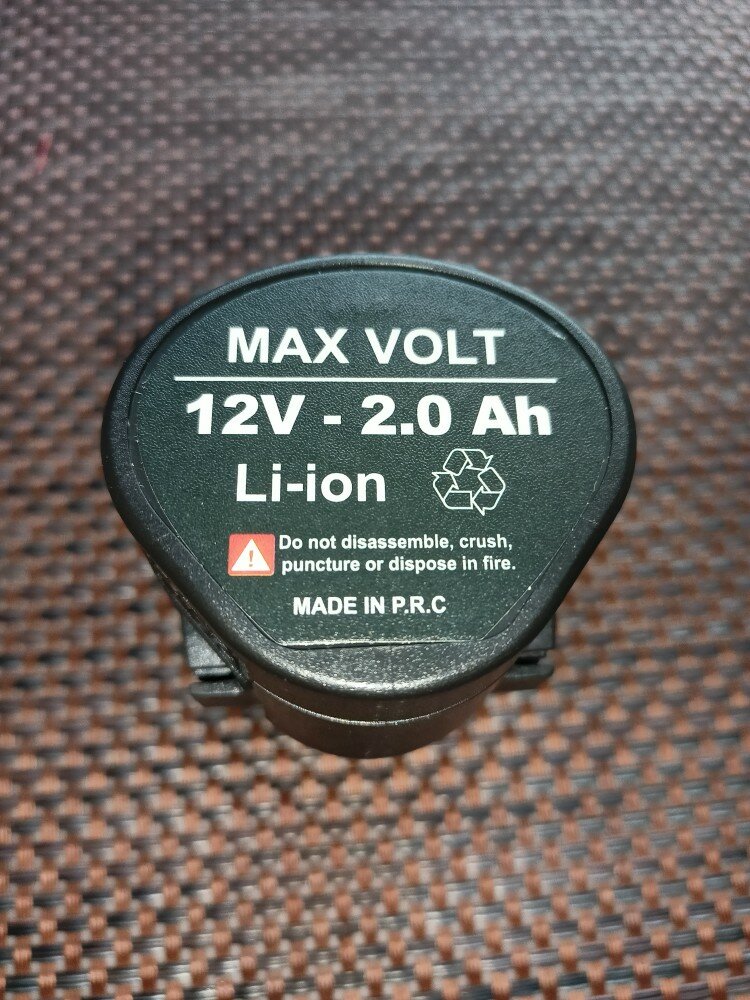 MAX VOLT
12V - 2.0 Ah
Li-ion
Do not disassemble, crush,
puncture or dispose in fire.
MADE IN P.R.C